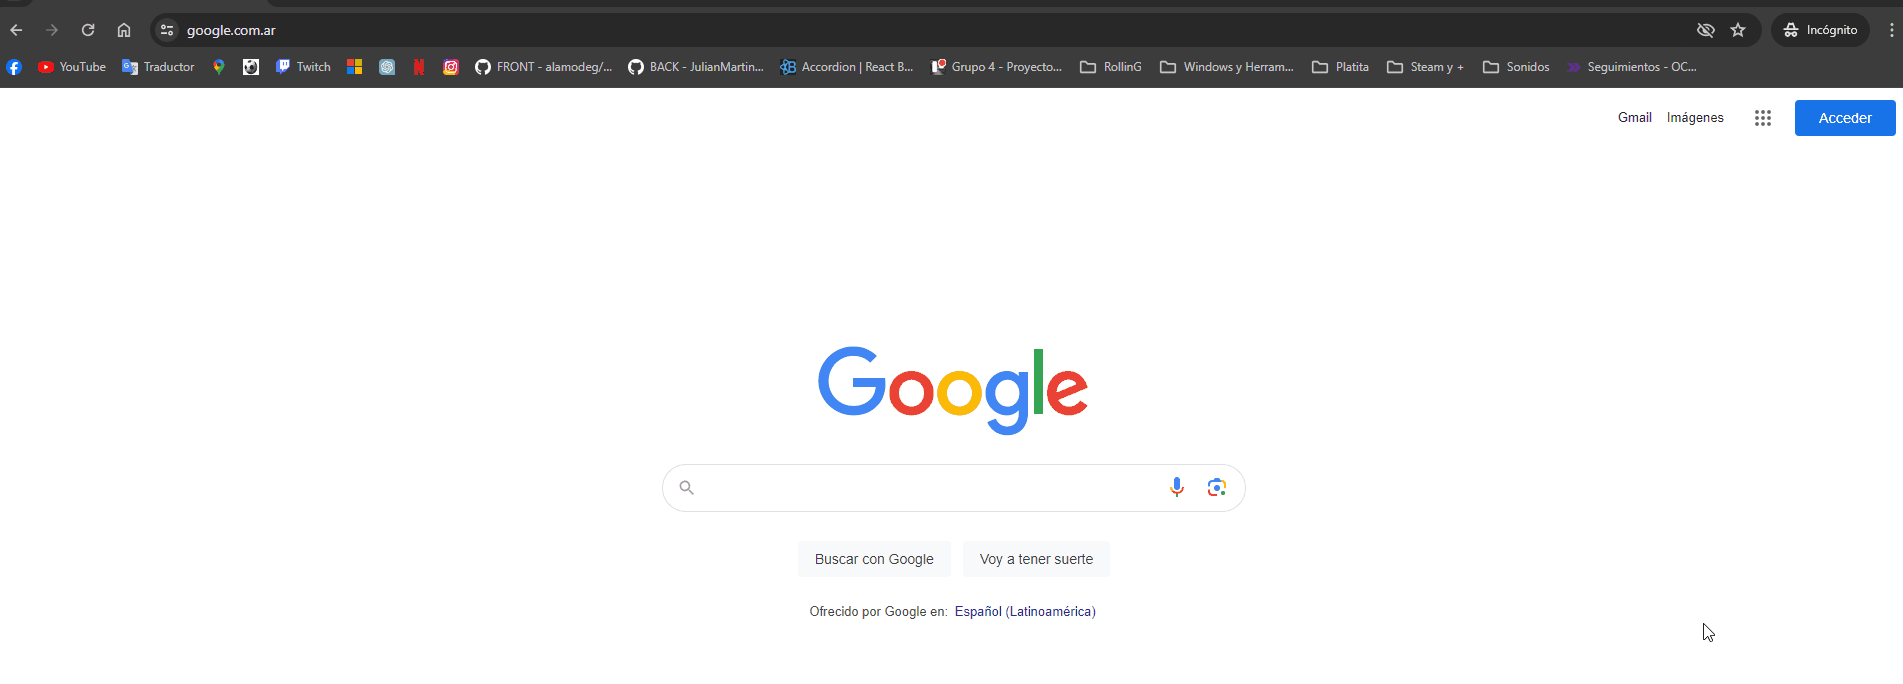 google.com.ar
Incógnito
YouTube Traductor Twitch FRONT - alamodeg/... BACK - JulianMartin... Accordion | React B... Grupo 4 - Proyecto... RollinG Windows y Herram... Platita Steam y + Sonidos Seguimientos - OC...
Gmail Imágenes Acceder
Google
Buscar con Google Voy a tener suerte
Ofrecido por Google en: Español (Latinoamérica)